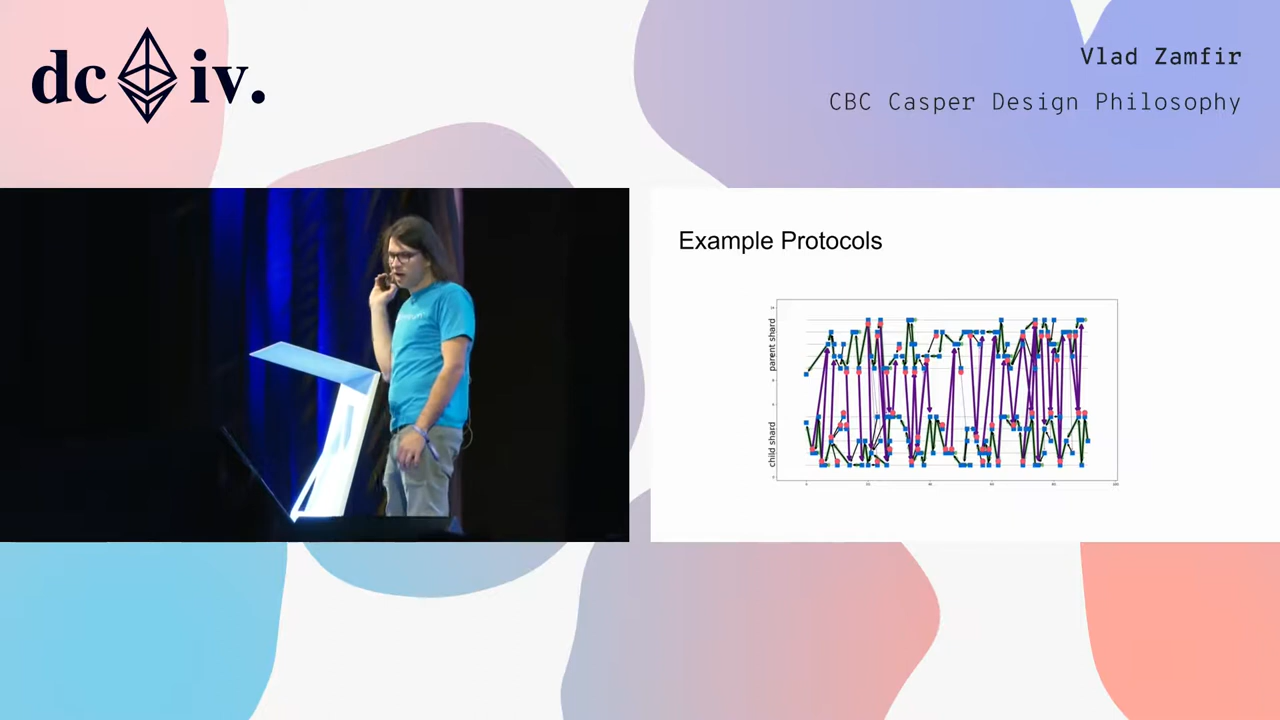 dc iv.
Vlad Zamfir
CBC Casper Design Philosophy
Example Protocols
parent shard
child shard